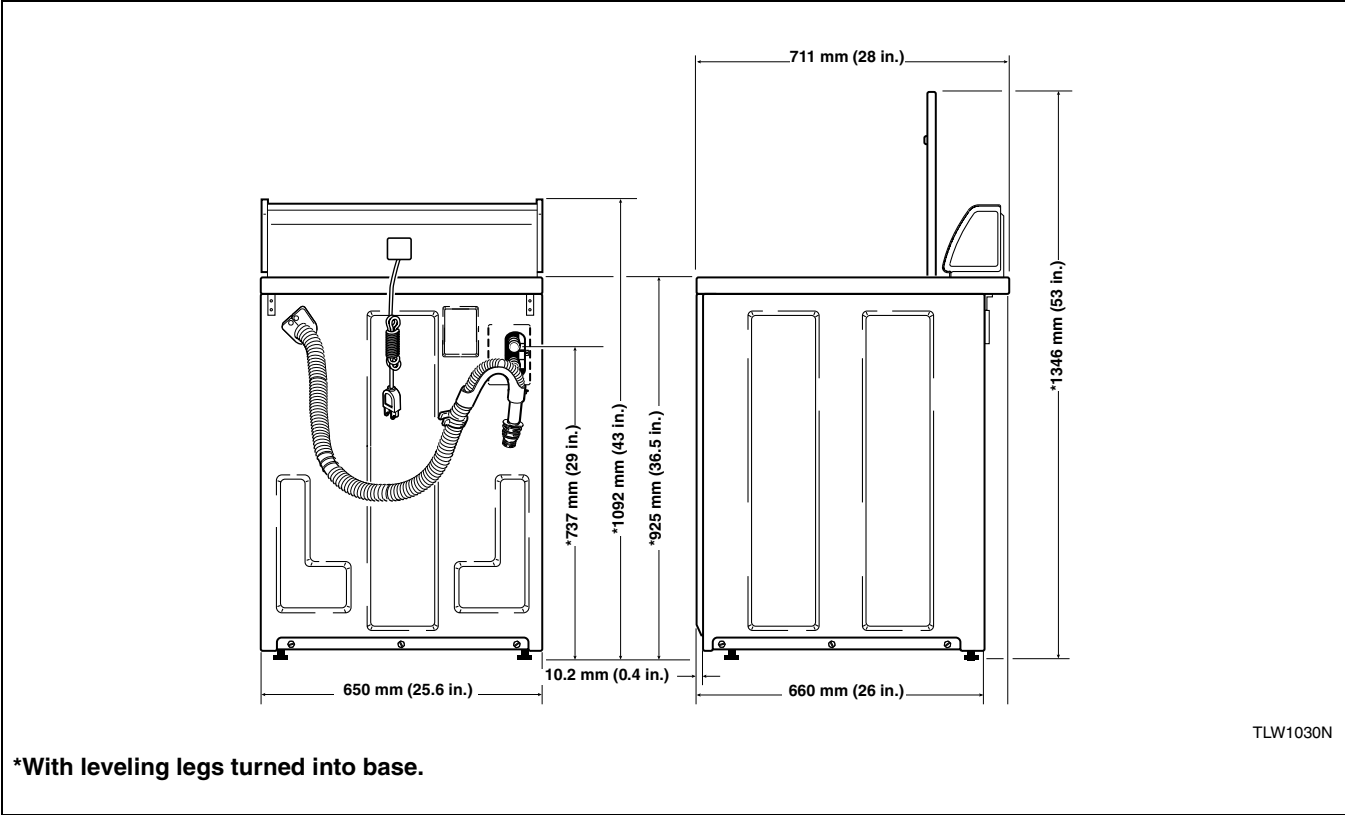 711 mm (28 in.)
*1346 mm (53 in.)
*737 mm (29 in.)
*1092 mm (43 in.)
*925 mm (36.5 in.)
10.2 mm (0.4 in.)
650 mm (25.6 in.)
660 mm (26 in.)
TLW1030N
*With leveling legs turned into base.